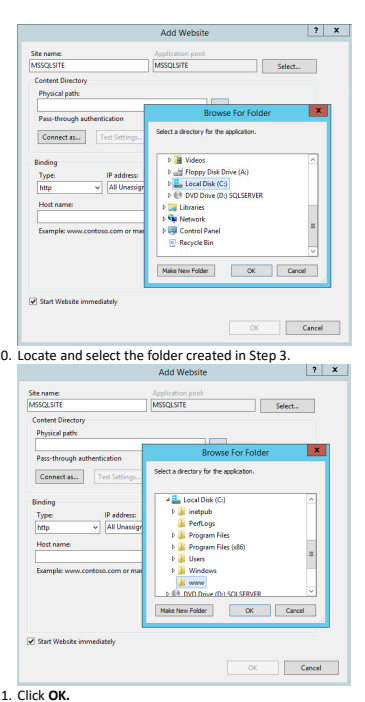 Add Website
? x
Site name: Application pool:
MSSQLSITE MSSQLSITE Select...
Content Directory
Physical path:
Pass-through authentication
Connect as... Test Settings...
Binding
Type: IP address:
http All Unassign
Host name:
Example: www.contoso.com or mar
Start Website immediately
OK Cancel
Browse For Folder
x
Select a directory for the application.
Videos
Floppy Disk Drive (A:)
Local Disk (C:)
DVD Drive (D:) SQLSERVER
Libraries
Network
Control Panel
Recycle Bin
Make New Folder OK Cancel
0. Locate and select the folder created in Step 3.
Add Website
? x
Site name: Application pool:
MSSQLSITE MSSQLSITE Select...
Content Directory
Physical path:
Pass-through authentication
Connect as... Test Settings...
Binding
Type: IP address:
http All Unassign
Host name:
Example: www.contoso.com or mar
Start Website immediately
OK Cancel
Browse For Folder
x
Select a directory for the application.
Local Disk (C:)
inetpub
PerfLogs
Program Files
Program Files (x86)
Users
Windows
www
DVD Drive (D:) SQLSERVER
Make New Folder OK Cancel
1. Click OK.